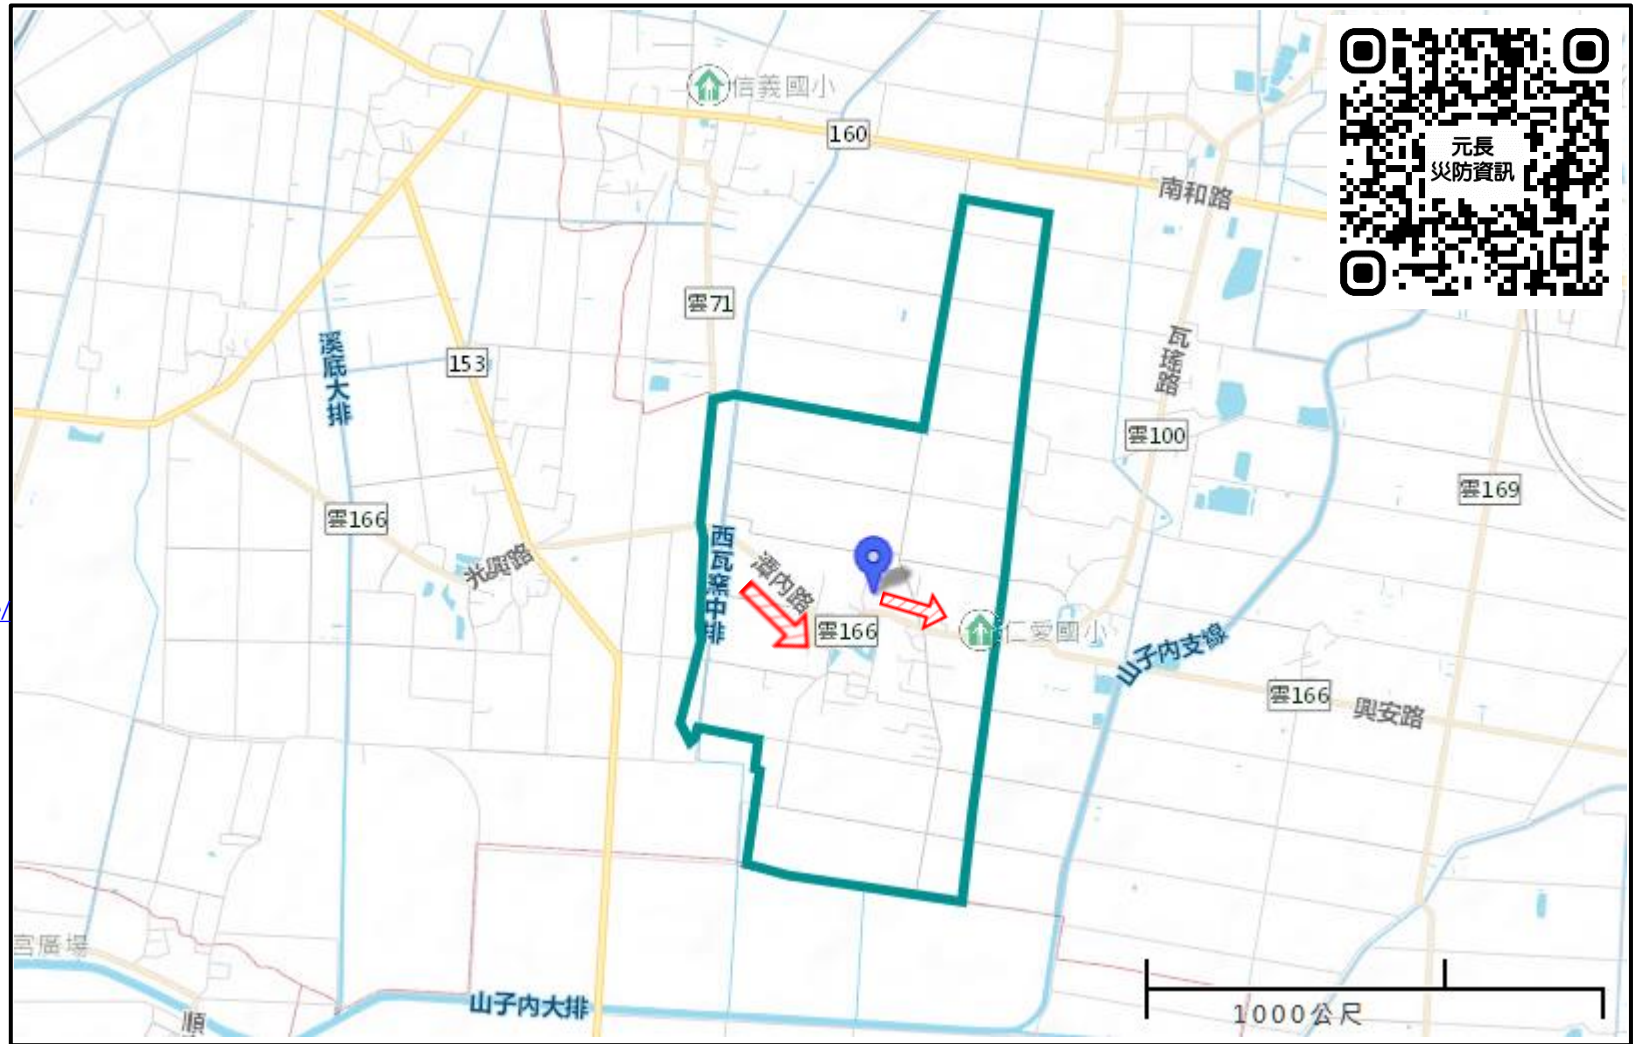 信義國小
160
元長
災防資訊
南和路
雲71
溪底大排
153
瓦瑤路
雲100
雲169
雲166
光興路
西瓦窯中排
潭內路
雲166
仁愛國小
山子內支線
雲166
興安路
宮廣場
山子內大排
順
1000公尺
/